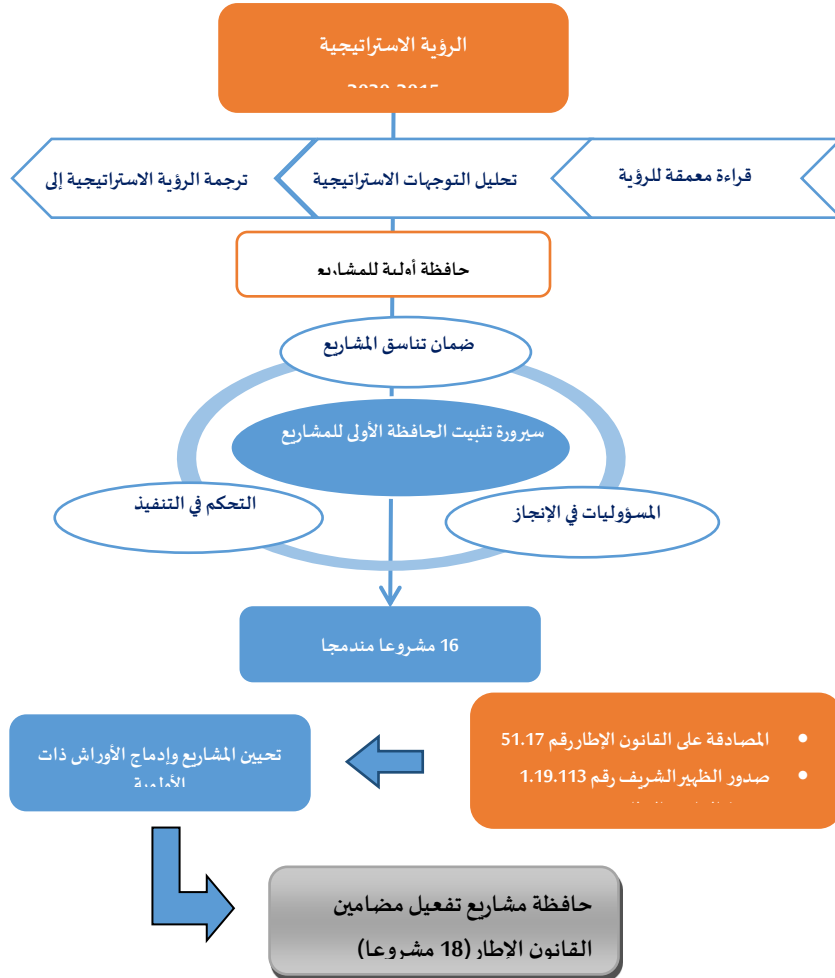 الرؤية الاستراتيجية
قراءة معمقة للرؤية
تحليل التوجهات الاستراتيجية
ترجمة الرؤية الاستراتيجية إلى
حافظة أولية للمشاريع
ضمان تناسق المشاريع
سيرورة تثبيت الحافظة الأولى للمشاريع
المسؤوليات في الإنجاز
التحكم في التنفيذ
16 مشروعا مندمجا
• المصادقة على القانون الإطار رقم 51.17
• صدور الظهير الشريف رقم 1.19.113
تحيين المشاريع وإدماج الأوراش ذات
الأولوية
حافظة مشاريع تفعيل مضامين
القانون الإطار (18 مشروعا)